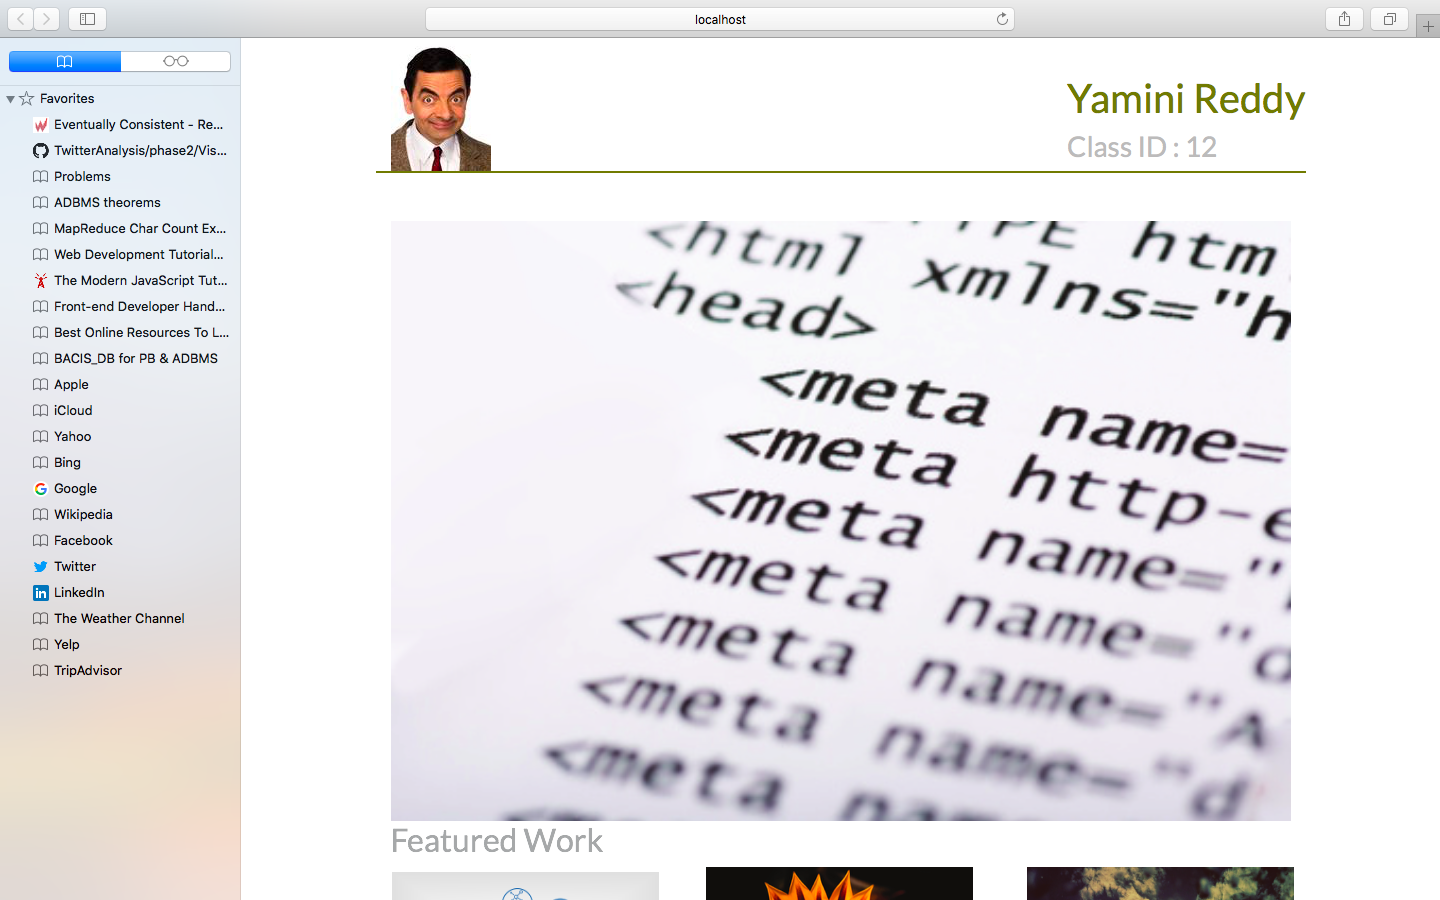 localhost
Favorites
Eventually Consistent - Re...
TwitterAnalysis/phase2/Vis...
Problems
ADBMS theorems
MapReduce Char Count Ex...
Web Development Tutorial...
The Modern JavaScript Tut...
Front-end Developer Hand...
Best Online Resources To L...
BACIS_DB for PB & ADBMS
Apple
iCloud
Yahoo
Bing
Google
Wikipedia
Facebook
Twitter
LinkedIn
The Weather Channel
Yelp
TripAdvisor
Yamini Reddy
Class ID : 12
<html xmlns="h
<head>
<meta name=
<meta http-e
<meta name="
<meta name="d
<meta name="A
<meta name="d
<meta name
Featured Work